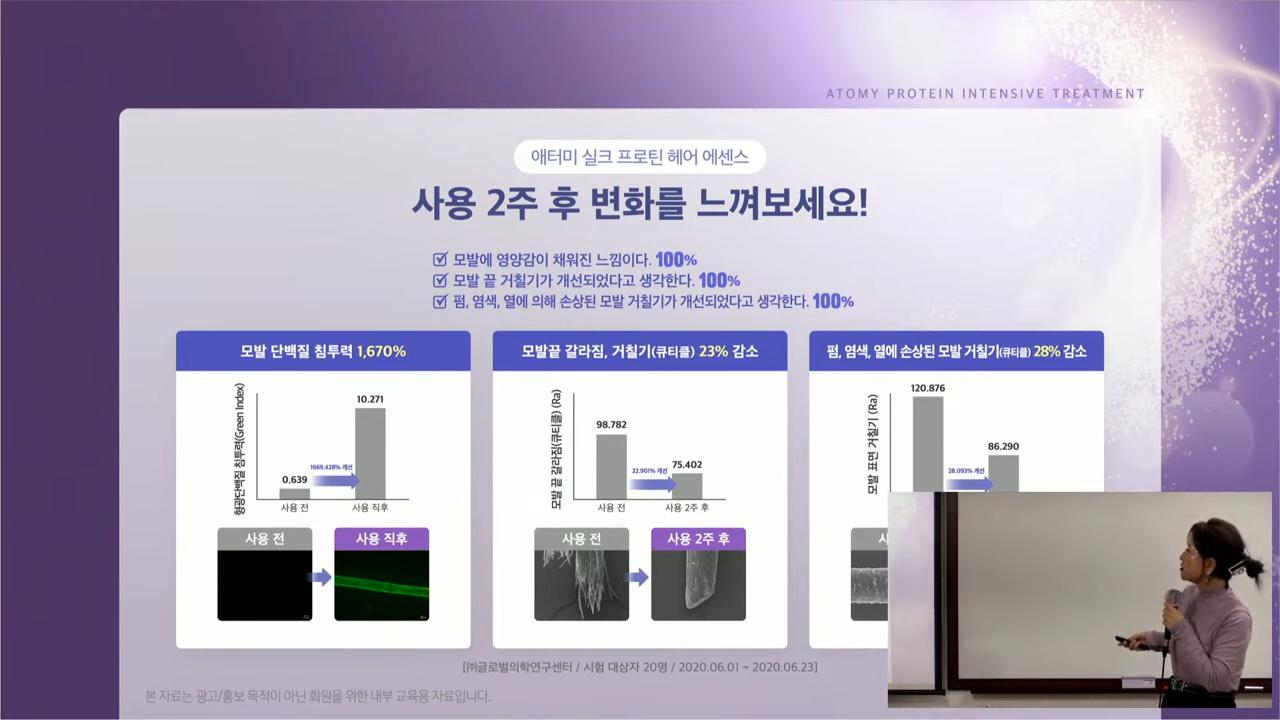 ATOMY PROTEIN INTENSIVE TREATMENT
애터미 실크 프로틴 헤어 에센스
사용 2주 후 변화를 느껴보세요!
모발에 영양감이 채워진 느낌이다. 100%
모발 끝 거칠기가 개선되었다고 생각한다. 100%
펌, 염색, 열에 의해 손상된 모발 거칠기가 개선되었다고 생각한다. 100%
모발 단백질 침투력 1,670%
형광단백질 침투력(Green Index)
10.271
1669.428% 개선
0.639
사용 전
사용 직후
사용 전
사용 직후
모발끝 갈라짐, 거칠기(큐티클) 23% 감소
모발 끝 갈라짐(큐티클) (Ra)
98.782
75.402
22.901% 개선
사용 전
사용 2주 후
사용 전
사용 2주 후
펌, 염색, 열에 손상된 모발 거칠기(큐티클) 28% 감소
모발 표면 거칠기 (Ra)
120.876
86.290
28.093% 개선
[㈜글로벌의학연구센터 / 시험 대상자 20명 / 2020.06.01 ~ 2020.06.23]
본 자료는 광고/홍보 목적이 아닌 회원을 위한 내부 교육용 자료입니다.